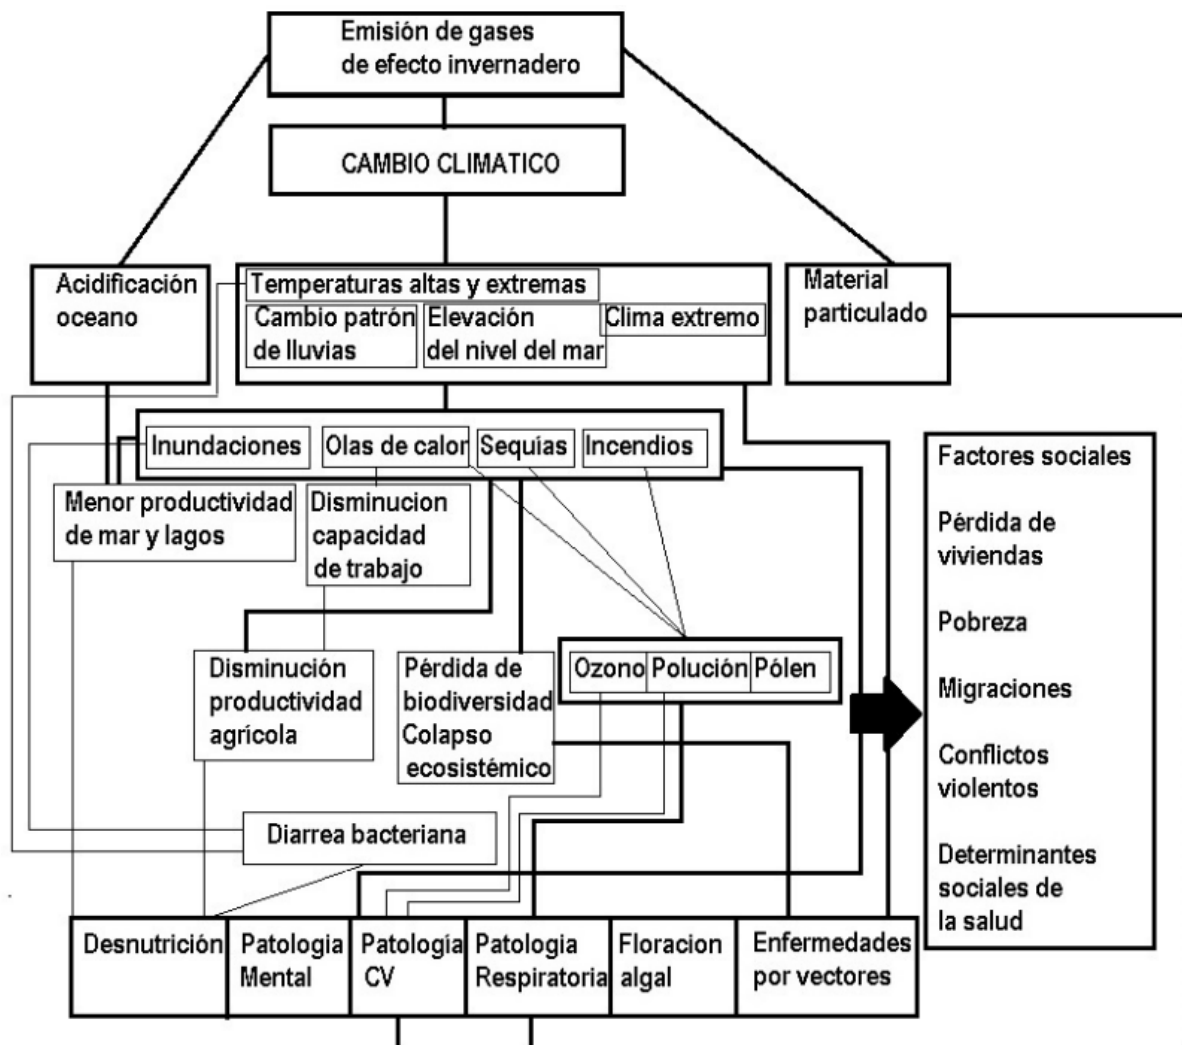 Emisión de gases
de efecto invernadero
CAMBIO CLIMATICO
Acidificación
oceano
Temperaturas altas y extremas
Cambio patrón
de lluvias
Elevación
del nivel del mar
Clima extremo
Material
particulado
Inundaciones
Olas de calor
Sequías
Incendios
Menor productividad
de mar y lagos
Disminucion
capacidad
de trabajo
Disminución
productividad
agrícola
Pérdida de
biodiversidad
Colapso
ecosistémico
Ozono
Polución
Pólen
Diarrea bacteriana
Desnutrición
Patologia
Mental
Patología
CV
Patologia
Respiratoria
Floracion
algal
Enfermedades
por vectores
Factores sociales
Pérdida de
viviendas
Pobreza
Migraciones
Conflictos
violentos
Determinantes
sociales de
la salud